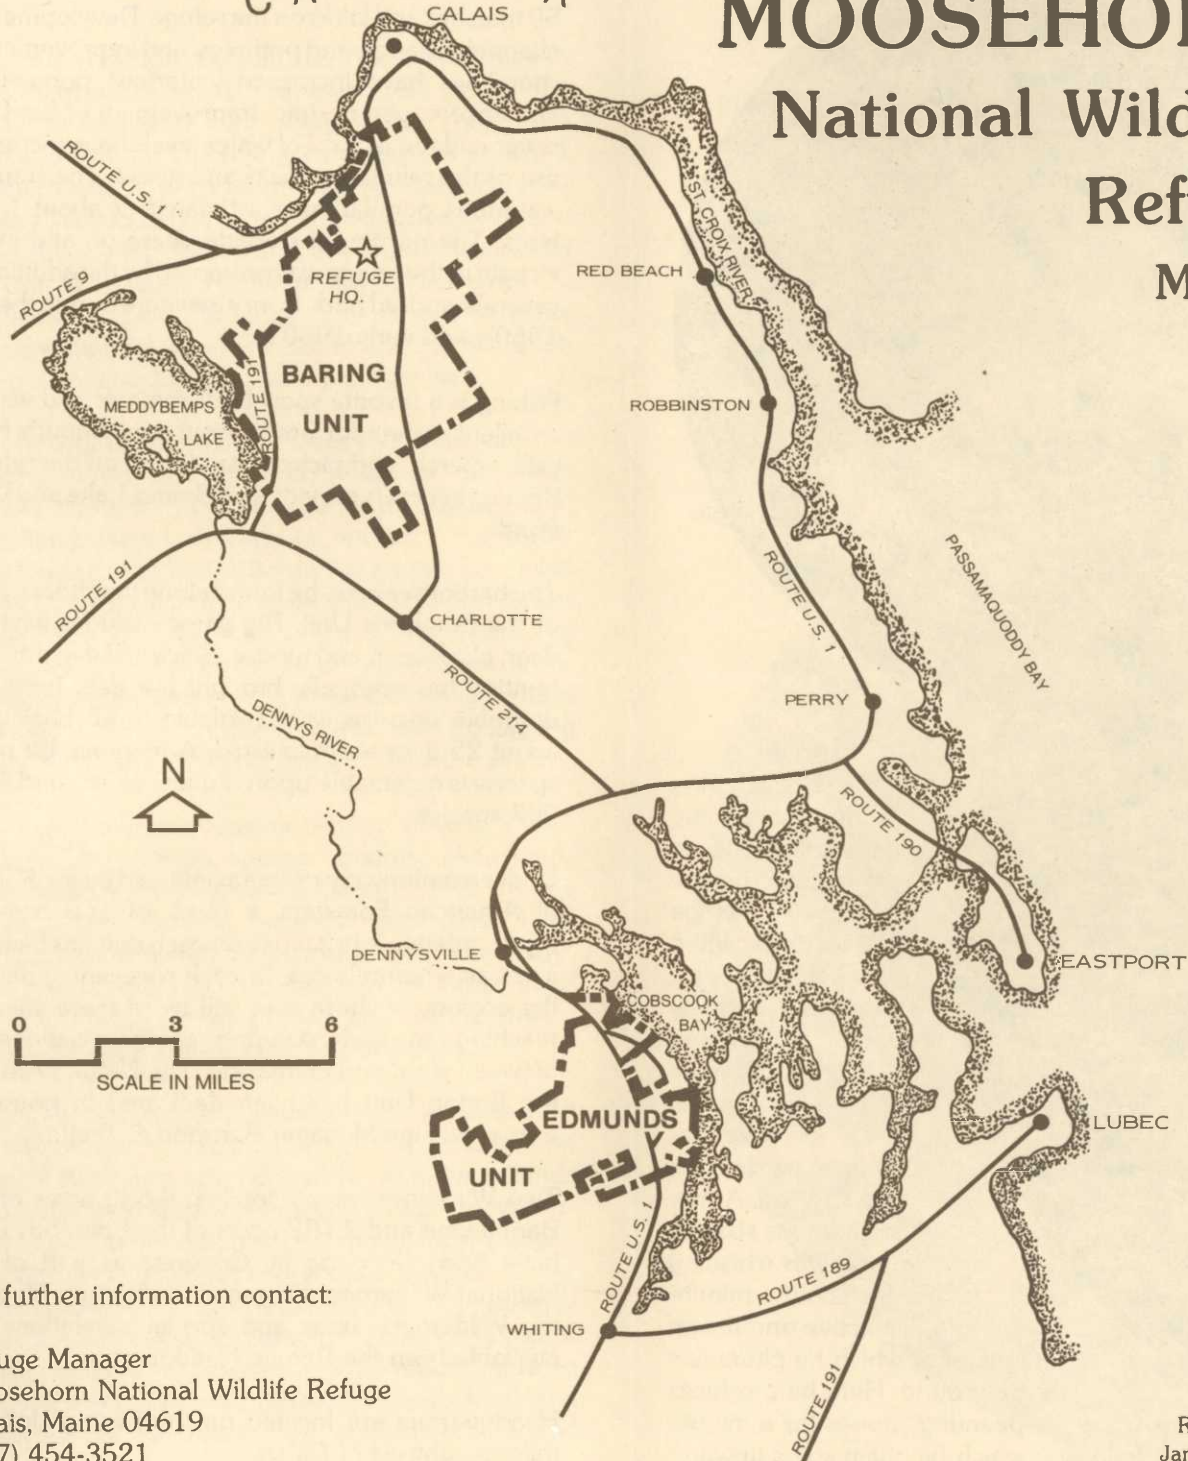 CALAIS
MOOSEHOR
National Wild
Ref
M
ROUTE U.S.
ROUTE 9
ST. CROIX RIVER
RED BEACH
REFUGE
HQ.
BARING
UNIT
ROUTE 191
MEDDYBEMPS
LAKE
ROBBINSTON
ROUTE 191
PASSAMAQUODDY BAY
ROUTE U.S. 1
CHARLOTTE
ROUTE 214
DENNYS RIVER
PERRY
N
ROUTE 190
DENNYSVILLE
EASTPORT
COBSCOOK
BAY
0 3 6
SCALE IN MILES
EDMUNDS
UNIT
LUBEC
ROUTE U.S. 1
ROUTE 189
WHITING
ROUTE 191
further information contact:
uge Manager
osehorn National Wildlife Refuge
ais, Maine 04619
7) 454-3521
R
Jan